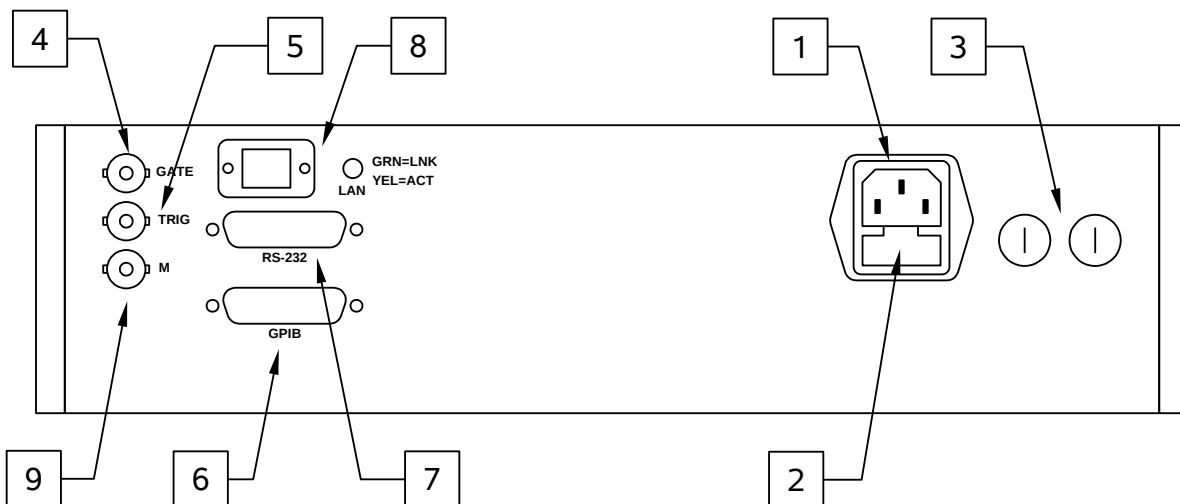 4
5
8
1
3
GATE
TRIG
M
GRN=LNK
LAN YEL=ACT
RS-232
GPIB
9
6
7
2